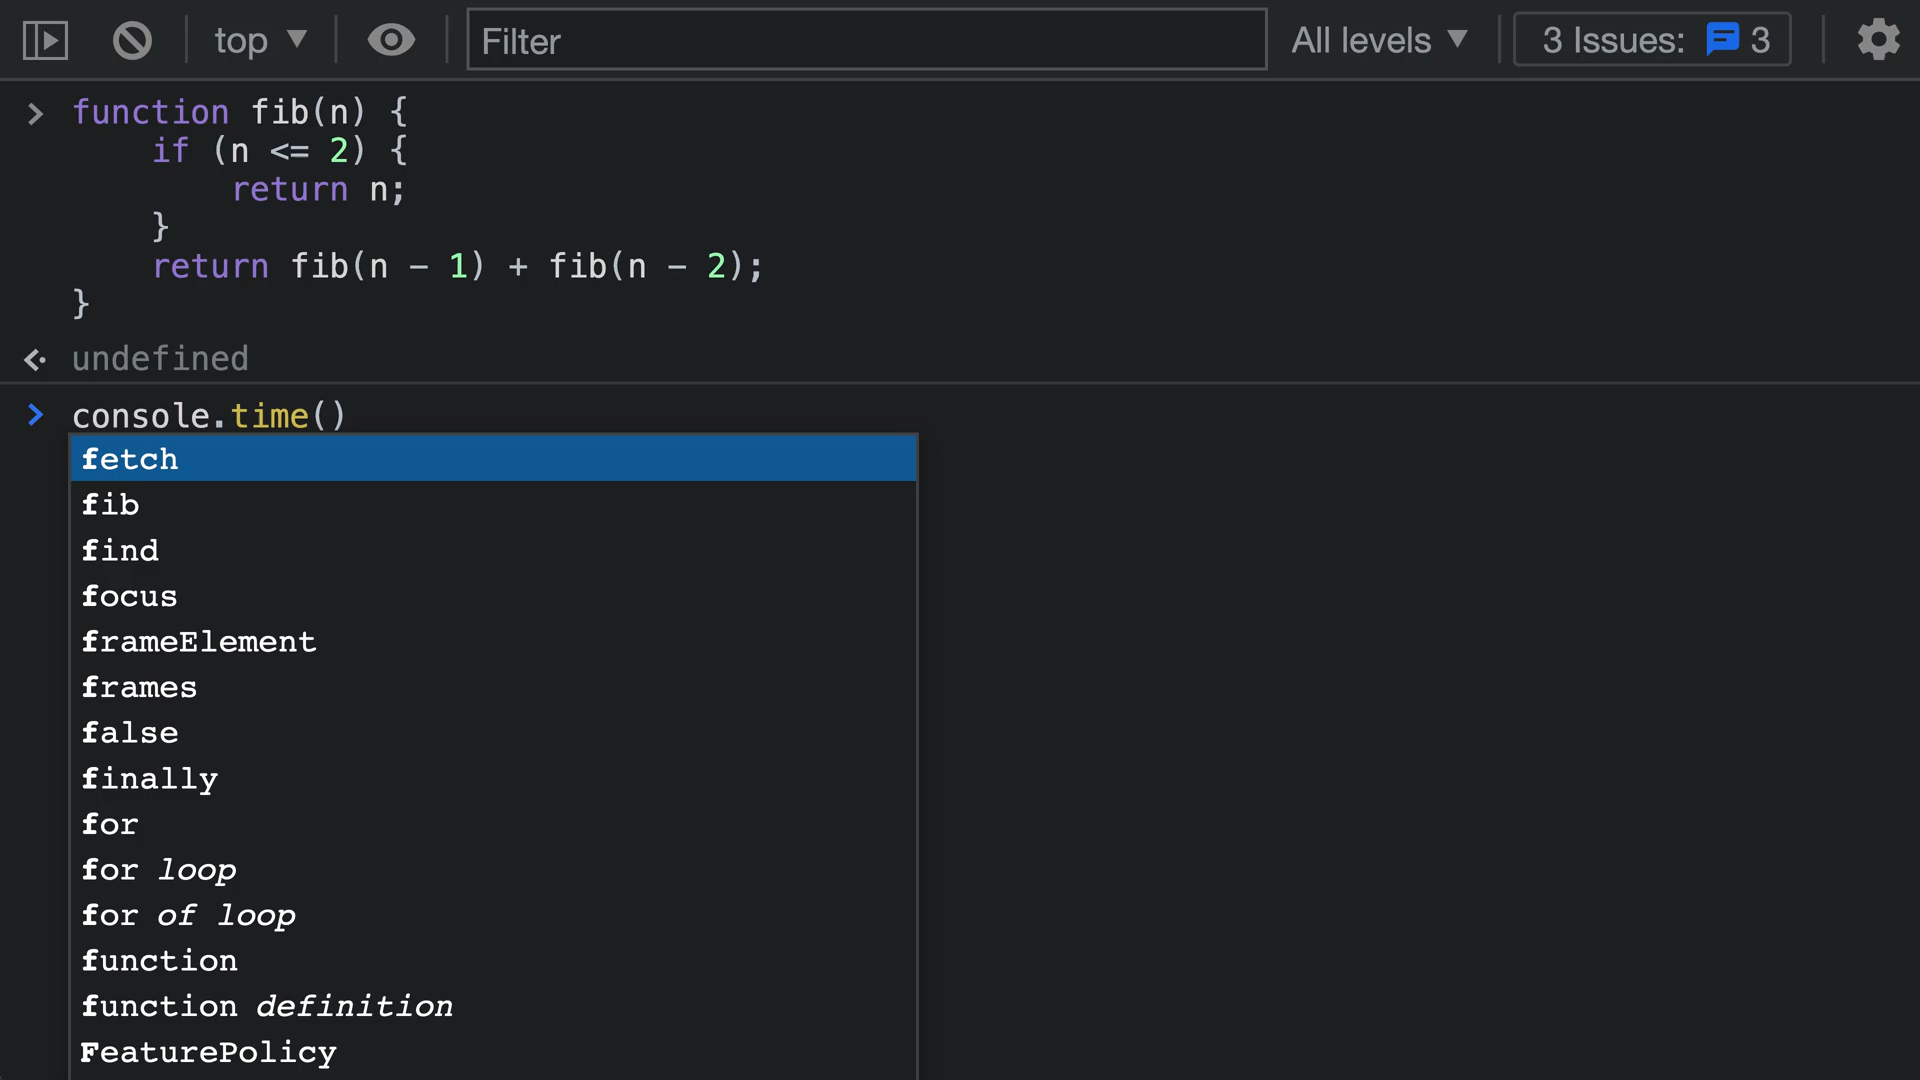 top
Filter
All levels
3 Issues: 3
function fib(n) {
    if (n <= 2) {
        return n;
    }
    return fib(n - 1) + fib(n - 2);
}
undefined
console.time()
fetch
fib
find
focus
frameElement
frames
false
finally
for
for loop
for of loop
function
function definition
FeaturePolicy